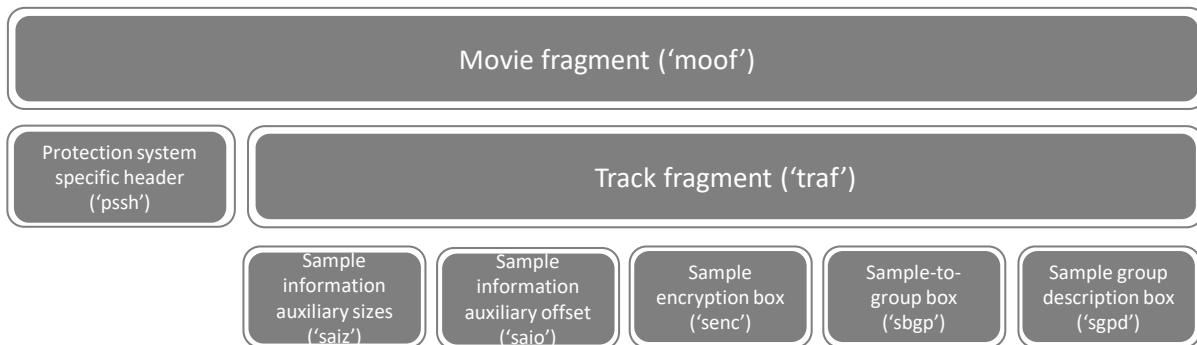 Movie fragment (‘moof’)
Protection system
specific header
(‘pssh’)
Track fragment (‘traf’)
Sample
information
auxiliary sizes
(‘saiz’)
Sample
information
auxiliary offset
(‘saio’)
Sample
encryption box
(‘senc’)
Sample-to-
group box
(‘sbgp’)
Sample group
description box
(‘sgpd’)